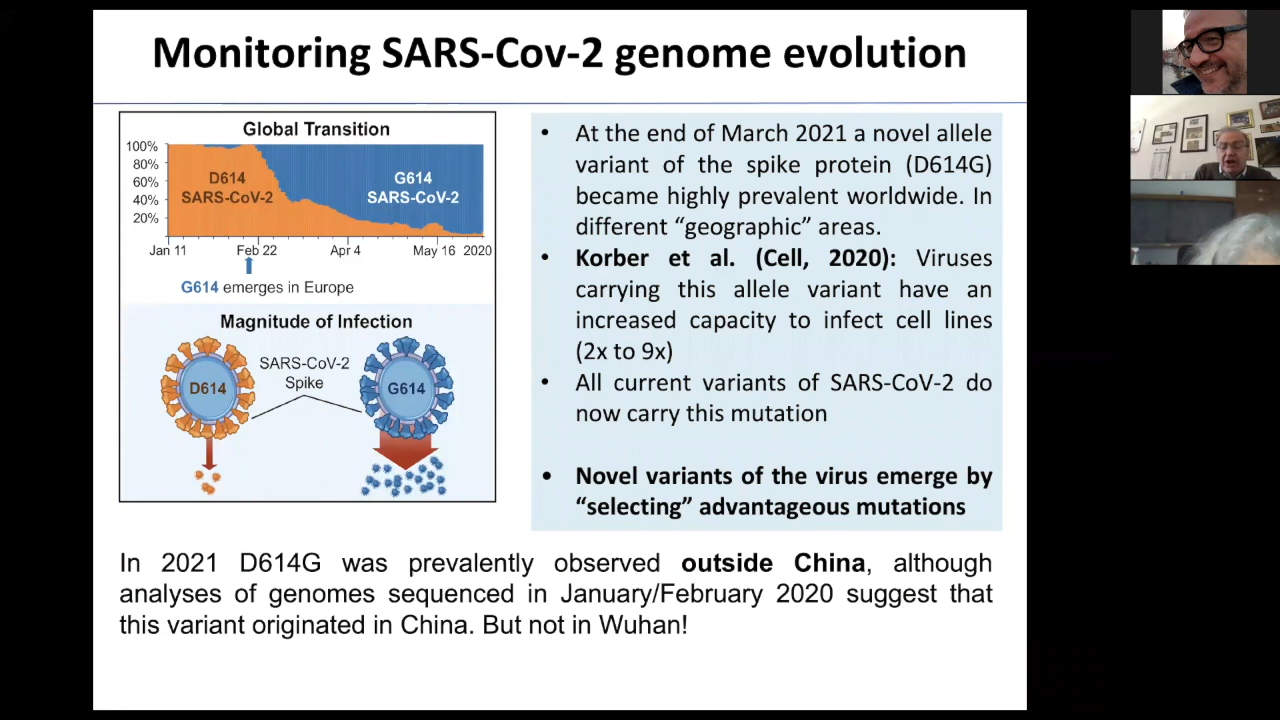 Monitoring SARS-Cov-2 genome evolution
Global Transition
100%
80%
60%
40%
20%
D614
SARS-CoV-2
G614
SARS-CoV-2
Jan 11 Feb 22 Apr 4 May 16 2020
G614 emerges in Europe
Magnitude of Infection
SARS-CoV-2
Spike
D614
G614
• At the end of March 2021 a novel allele
variant of the spike protein (D614G)
became highly prevalent worldwide. In
different “geographic” areas.
• Korber et al. (Cell, 2020): Viruses
carrying this allele variant have an
increased capacity to infect cell lines
(2x to 9x)
• All current variants of SARS-CoV-2 do
now carry this mutation
• Novel variants of the virus emerge by
“selecting” advantageous mutations
In 2021 D614G was prevalently observed outside China, although
analyses of genomes sequenced in January/February 2020 suggest that
this variant originated in China. But not in Wuhan!